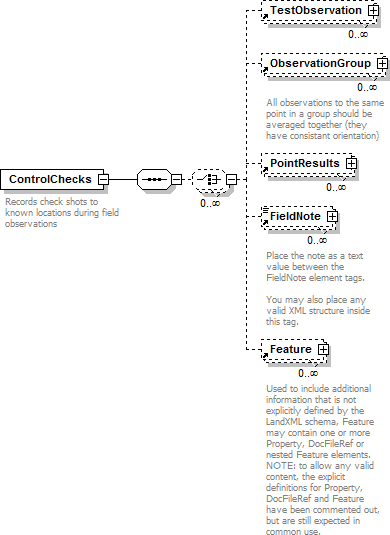 TestObservation
0..∞
ObservationGroup
0..∞
All observations to the same
point in a group should be
averaged together (they
have consistant orientation)
ControlChecks
Records check shots to
known locations during field
observations
0..∞
PointResults
0..∞
FieldNote
0..∞
Place the note as a text
value between the
FieldNote element tags.
You may also place any
valid XML structure inside
this tag.
Feature
0..∞
Used to include additional
information that is not
explicitly defined by the
LandXML schema, Feature
may contain one or more
Property, DocFileRef or
nested Feature elements.
NOTE: to allow any valid
content, the explicit
definitions for Property,
DocFileRef and Feature
have been commented out,
but are still expected in
common use.